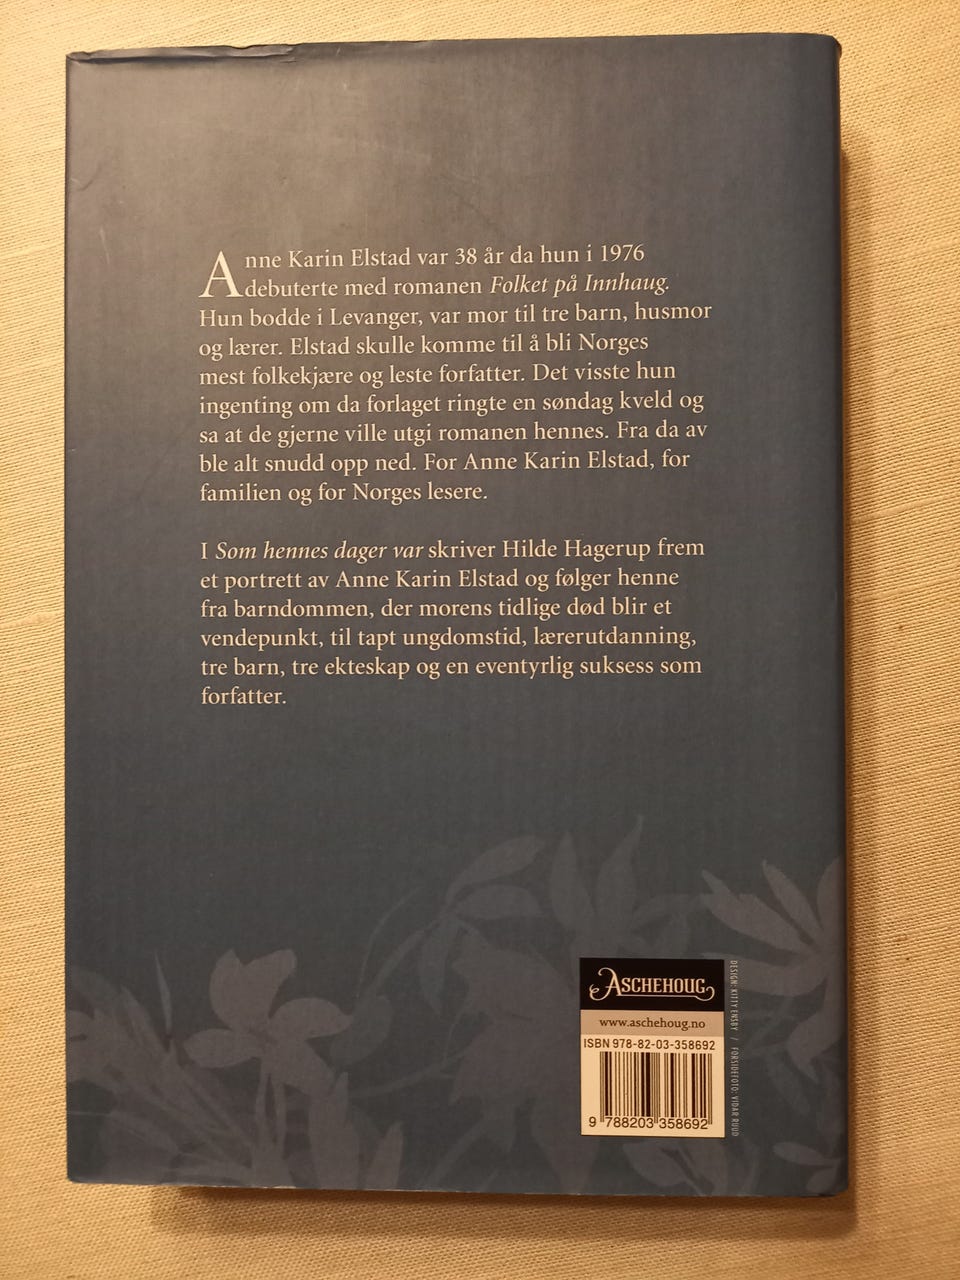 Anne Karin Elstad var 38 år da hun i 1976
debuterte med romanen Folket på Innhaug.
Hun bodde i Levanger, var mor til tre barn, husmor
og lærer. Elstad skulle komme til å bli Norges
mest folkekjære og leste forfatter. Det visste hun
ingenting om da forlaget ringte en søndag kveld og
sa at de gjerne ville utgi romanen hennes. Fra da av
ble alt snudd opp ned. For Anne Karin Elstad, for
familien og for Norges lesere.
I Som hennes dager var skriver Hilde Hagerup frem
et portrett av Anne Karin Elstad og følger henne
fra barndommen, der morens tidlige død blir et
vendepunkt, til tapt ungdomstid, lærerutdanning,
tre barn, tre ekteskap og en eventyrlig suksess som
forfatter.
ASCHEHOUG
www.aschehoug.no
ISBN 978-82-03-358692
9 788203 358692
DESIGN: KITTY ENSBY / FORSIDEFOTO: VIDAR RUUD